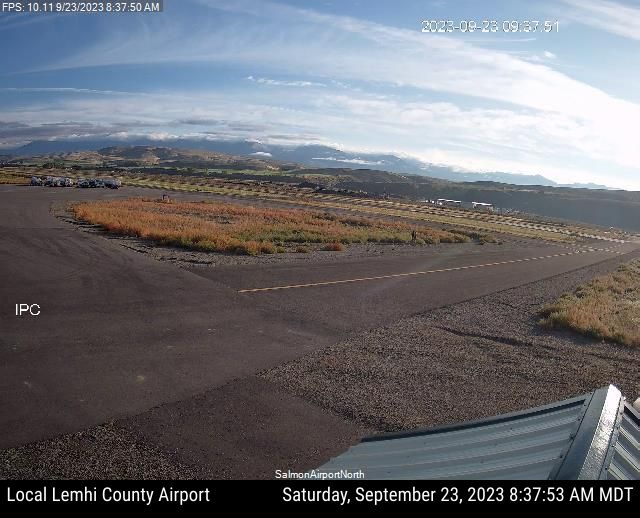 FPS: 10.11 9/23/2023 8:37:50 AM
2023-09-23 09:37:51
IPC
SalmonAirportNorth
Local Lemhi County Airport Saturday, September 23, 2023 8:37:53 AM MDT